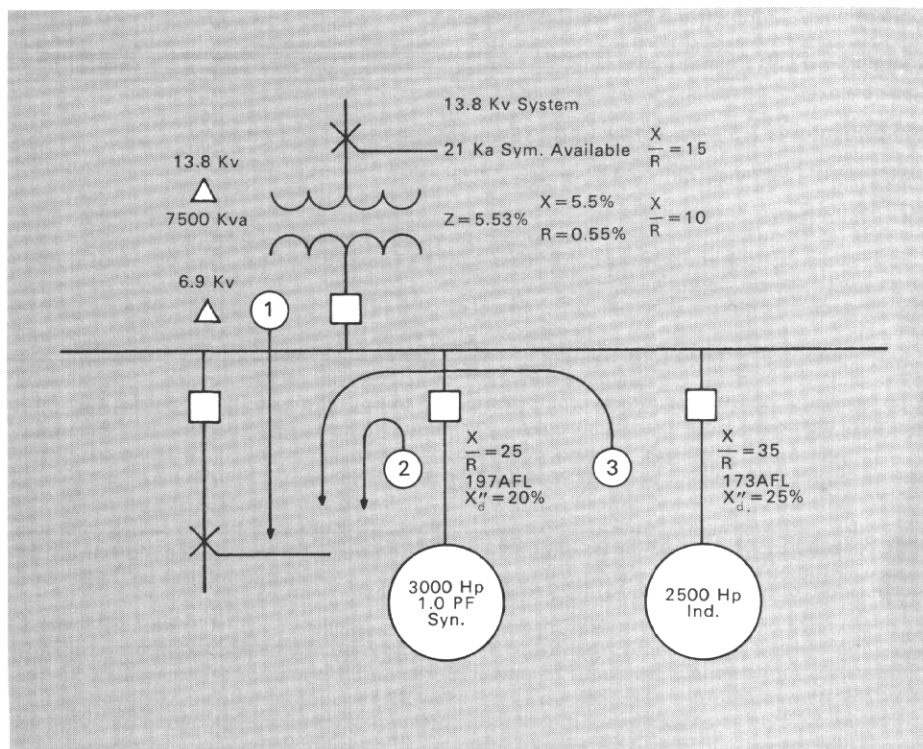 13.8 Kv System
21 Ka Sym. Available X/R = 15
13.8 Kv
7500 Kva
Z = 5.53% X = 5.5% X/R = 10
R = 0.55%
6.9 Kv
1
2
3
X/R = 25
197AFL
X″d = 20%
X/R = 35
173AFL
X″d. = 25%
3000 Hp
1.0 PF
Syn.
2500 Hp
Ind.